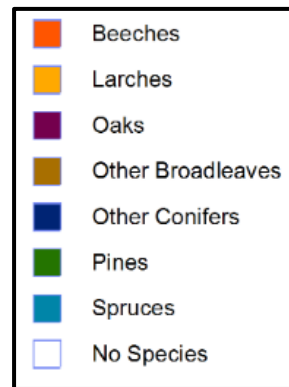 Beeches
Larches
Oaks
Other Broadleaves
Other Conifers
Pines
Spruces
No Species